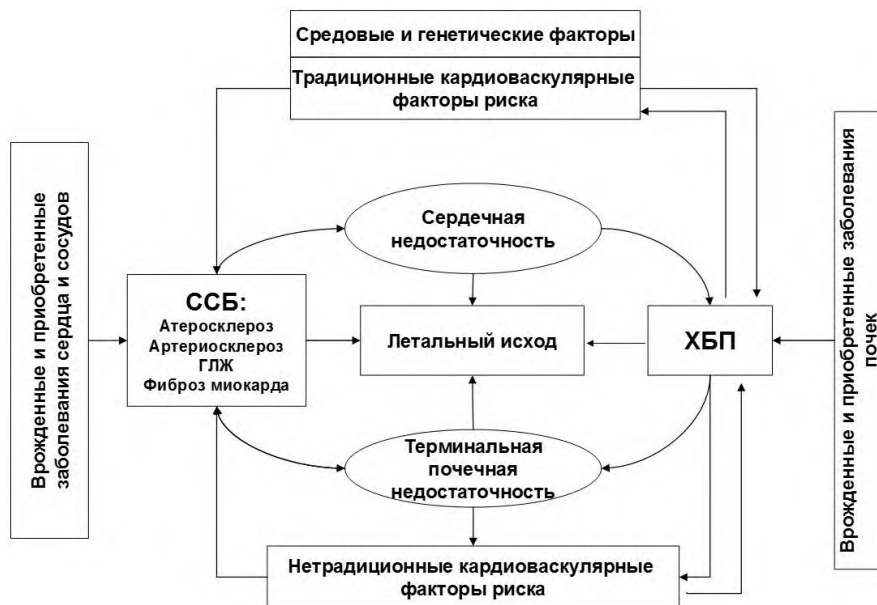 Средовые и генетические факторы
Традиционные кардиоваскулярные
факторы риска
Врожденные и приобретенные
заболевания сердца и сосудов
Сердечная
недостаточность
ССБ:
Атеросклероз
Артериосклероз
ГЛЖ
Фиброз миокарда
Летальный исход
ХБП
Врожденные и приобретенные заболевания
почек
Терминальная
почечная
недостаточность
Нетрадиционные кардиоваскулярные
факторы риска